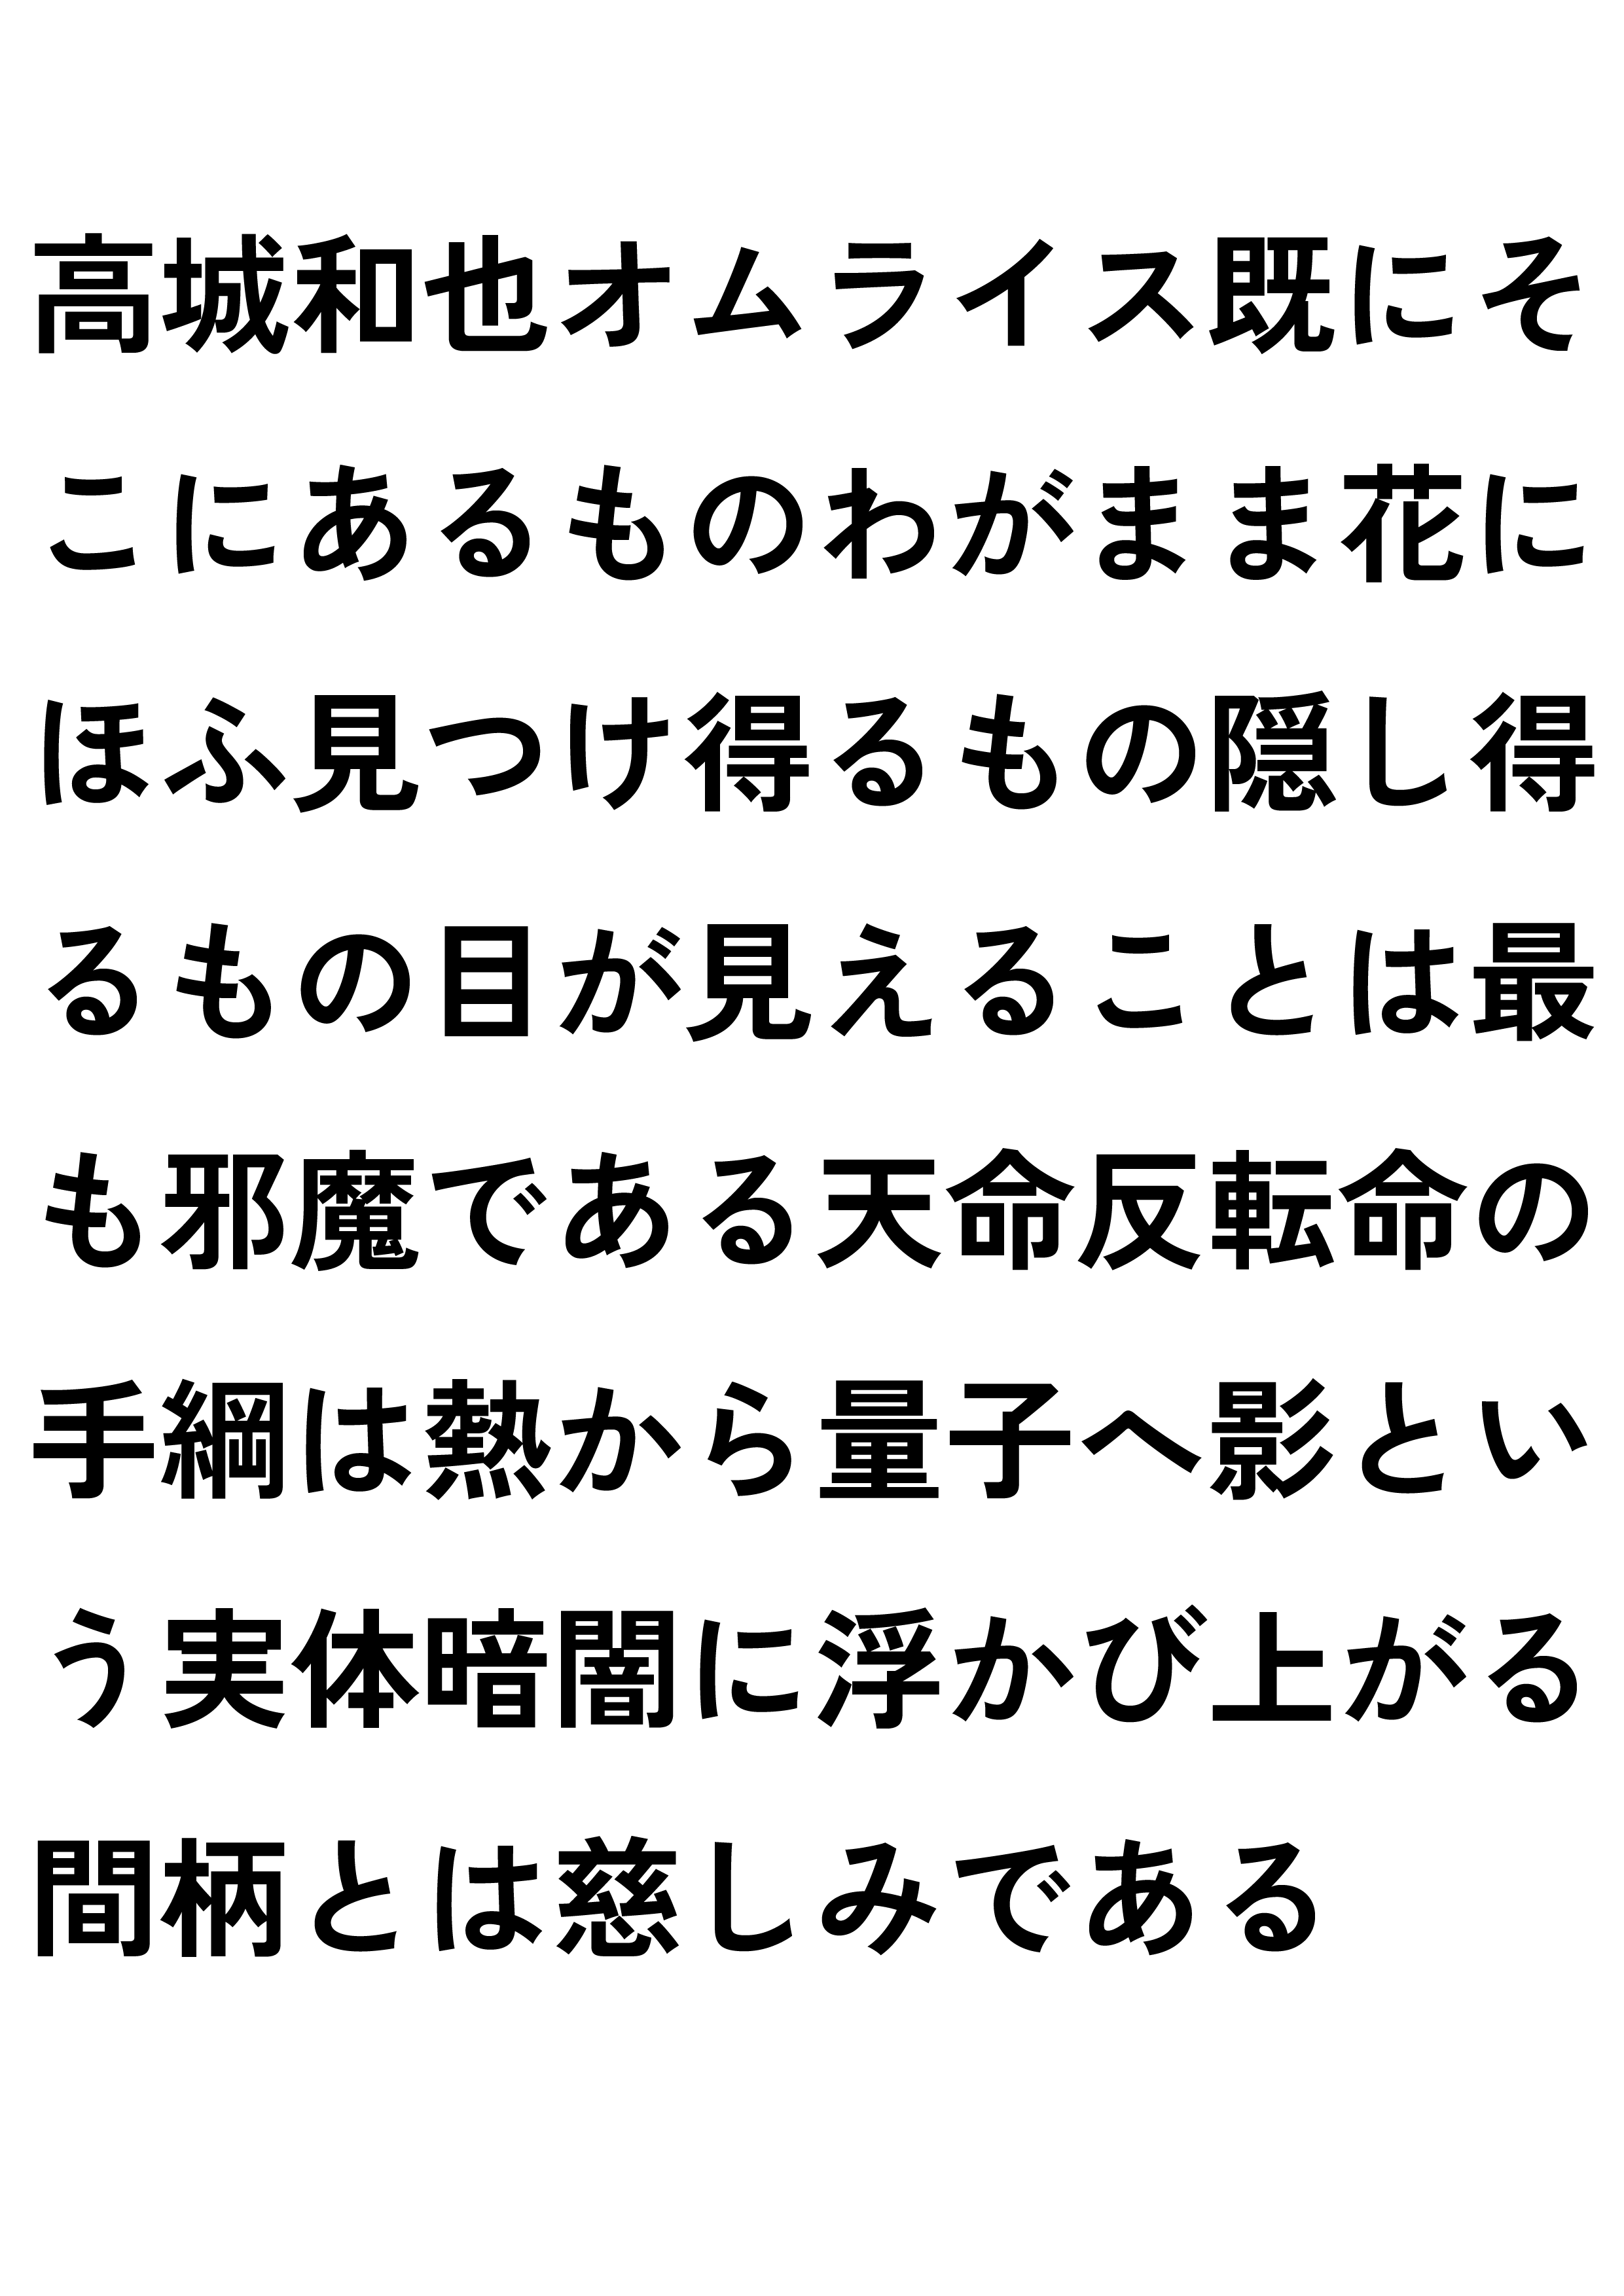 高城和也オムライス既にそ
こにあるものわがまま花に
ほふ見つけ得るもの隠し得
るもの目が見えることは最
も邪魔である天命反転命の
手綱は熱から量子へ影とい
う実体暗闇に浮かび上がる
間柄とは慈しみである